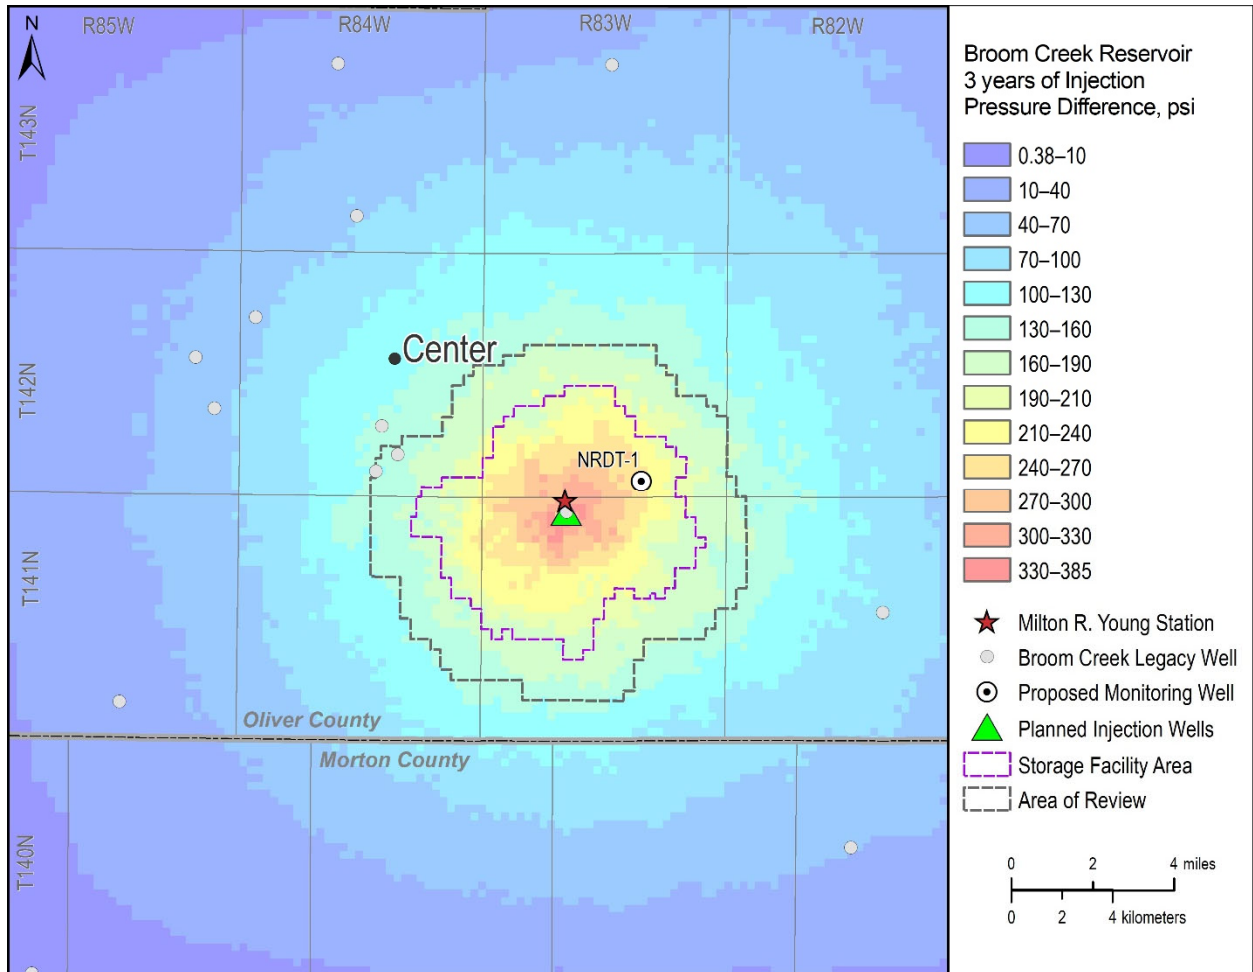 R85W
R84W
R83W
R82W
N
T143N
T142N
T141N
T140N
Center
NRDT-1
Oliver County
Morton County
Broom Creek Reservoir
3 years of Injection
Pressure Difference, psi
0.38–10
10–40
40–70
70–100
100–130
130–160
160–190
190–210
210–240
240–270
270–300
300–330
330–385
Milton R. Young Station
Broom Creek Legacy Well
Proposed Monitoring Well
Planned Injection Wells
Storage Facility Area
Area of Review
0 2 4 miles
0 2 4 kilometers